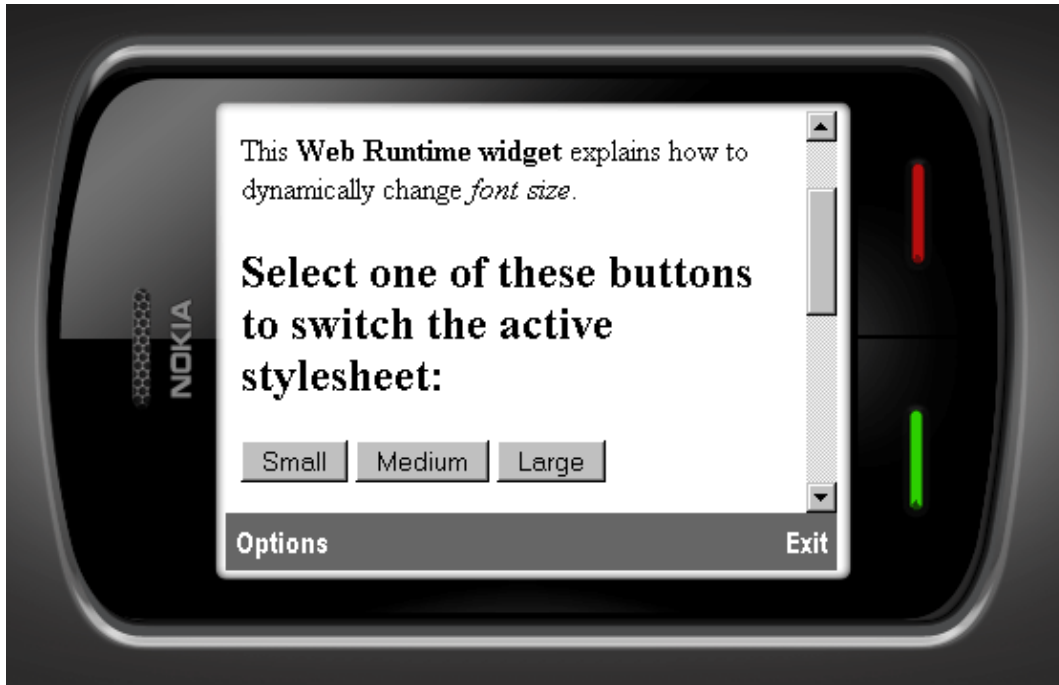 NOKIA
This Web Runtime widget explains how to
dynamically change font size.
Select one of these buttons
to switch the active
stylesheet:
Small Medium Large
Options Exit